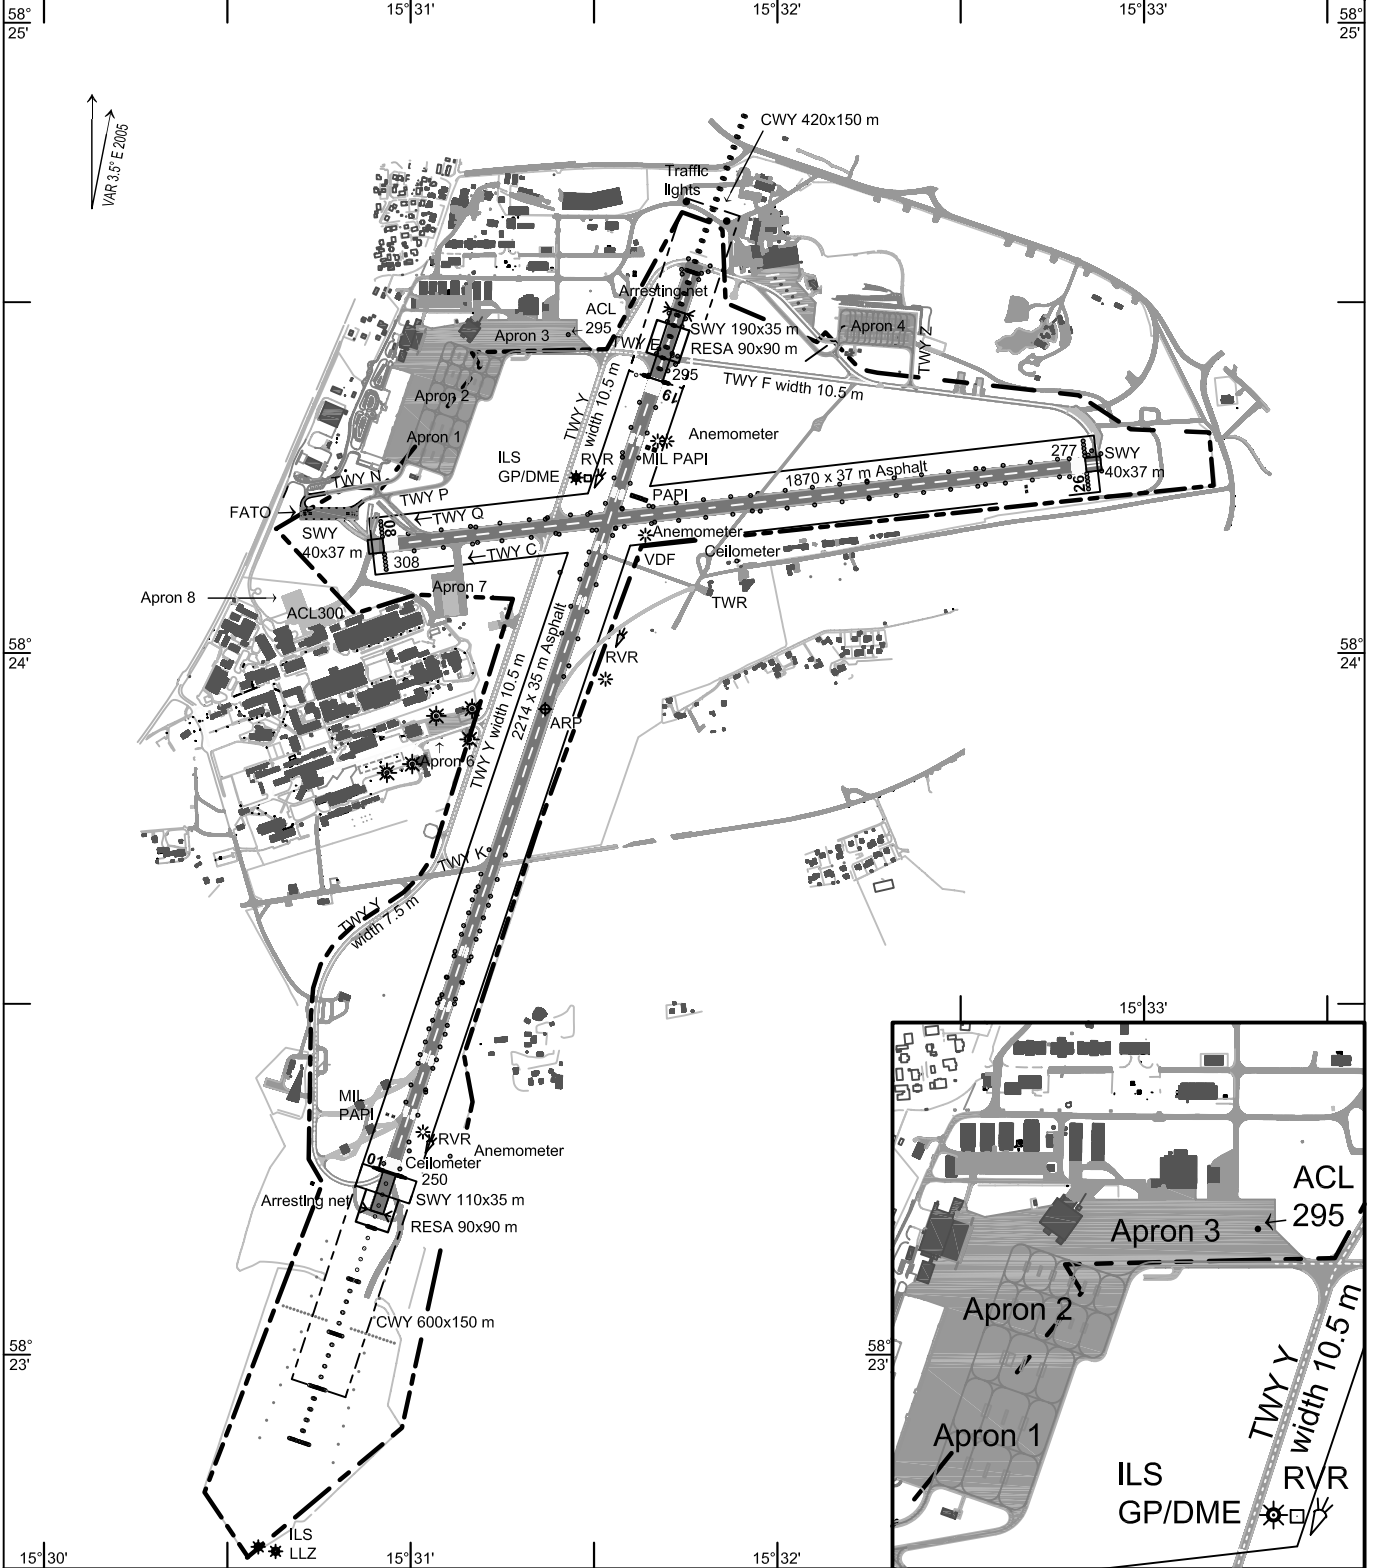 58°
25'
15°31'
15°32'
15°33'
58°
25'
VAR 3.5° E 2005
CWY 420x150 m
Traffic
lights
Arresting net
ACL
295
Apron 3
TWY E
SWY 190x35 m
RESA 90x90 m
Apron 4
TWY Z
295
19
TWY F width 10.5 m
Apron 2
TWY Y
width 10.5 m
Apron 1
Anemometer
ILS
GP/DME
RVR
MIL PAPI
277
SWY
40x37 m
26
1870 x 37 m Asphalt
TWY N
TWY P
PAPI
FATO
TWY Q
08
SWY
40x37 m
308
TWY C
Anemometer
VDF
Ceilometer
Apron 7
TWR
Apron 8
ACL300
58°
24'
58°
24'
RVR
TWY Y width 10.5 m
2214 x 35 m Asphalt
ARP
Apron 6
TWY K
TWY Y
width 7.5 m
MIL
PAPI
RVR
Anemometer
01
Ceilometer
250
Arresting net
SWY 110x35 m
RESA 90x90 m
CWY 600x150 m
58°
23'
ILS
LLZ
15°30'
15°31'
15°32'
15°33'
ACL
295
Apron 3
Apron 2
58°
23'
TWY Y
width 10.5 m
Apron 1
ILS
GP/DME
RVR